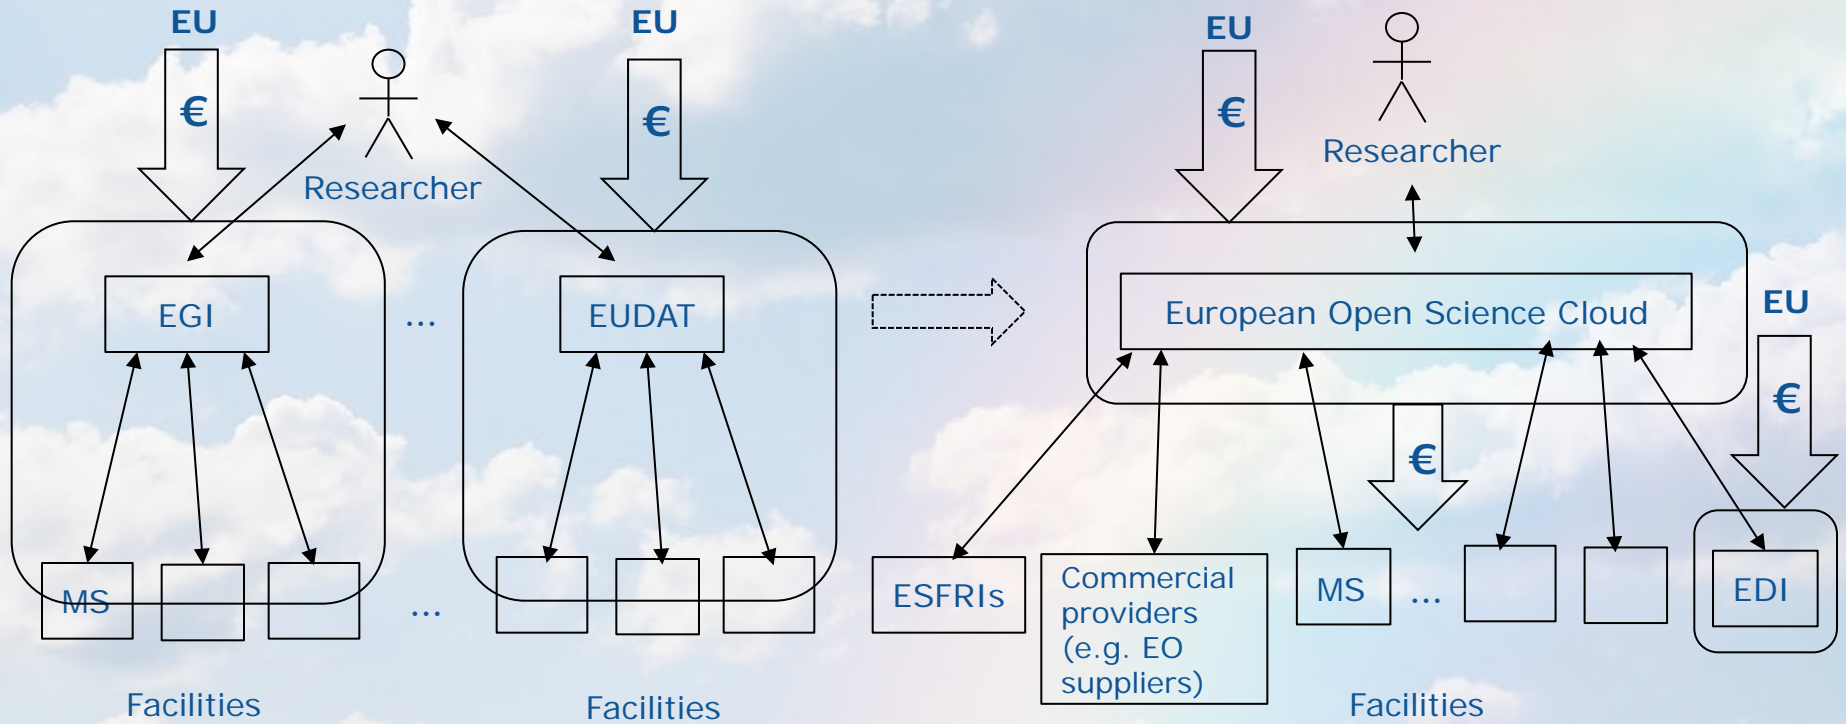 EU
EU
€
€
Researcher
EGI
...
EUDAT
MS
...
Facilities
Facilities
EU
€
Researcher
European Open Science Cloud
EU
€
€
ESFRIs
Commercial
providers
(e.g. EO
suppliers)
MS
...
EDI
Facilities